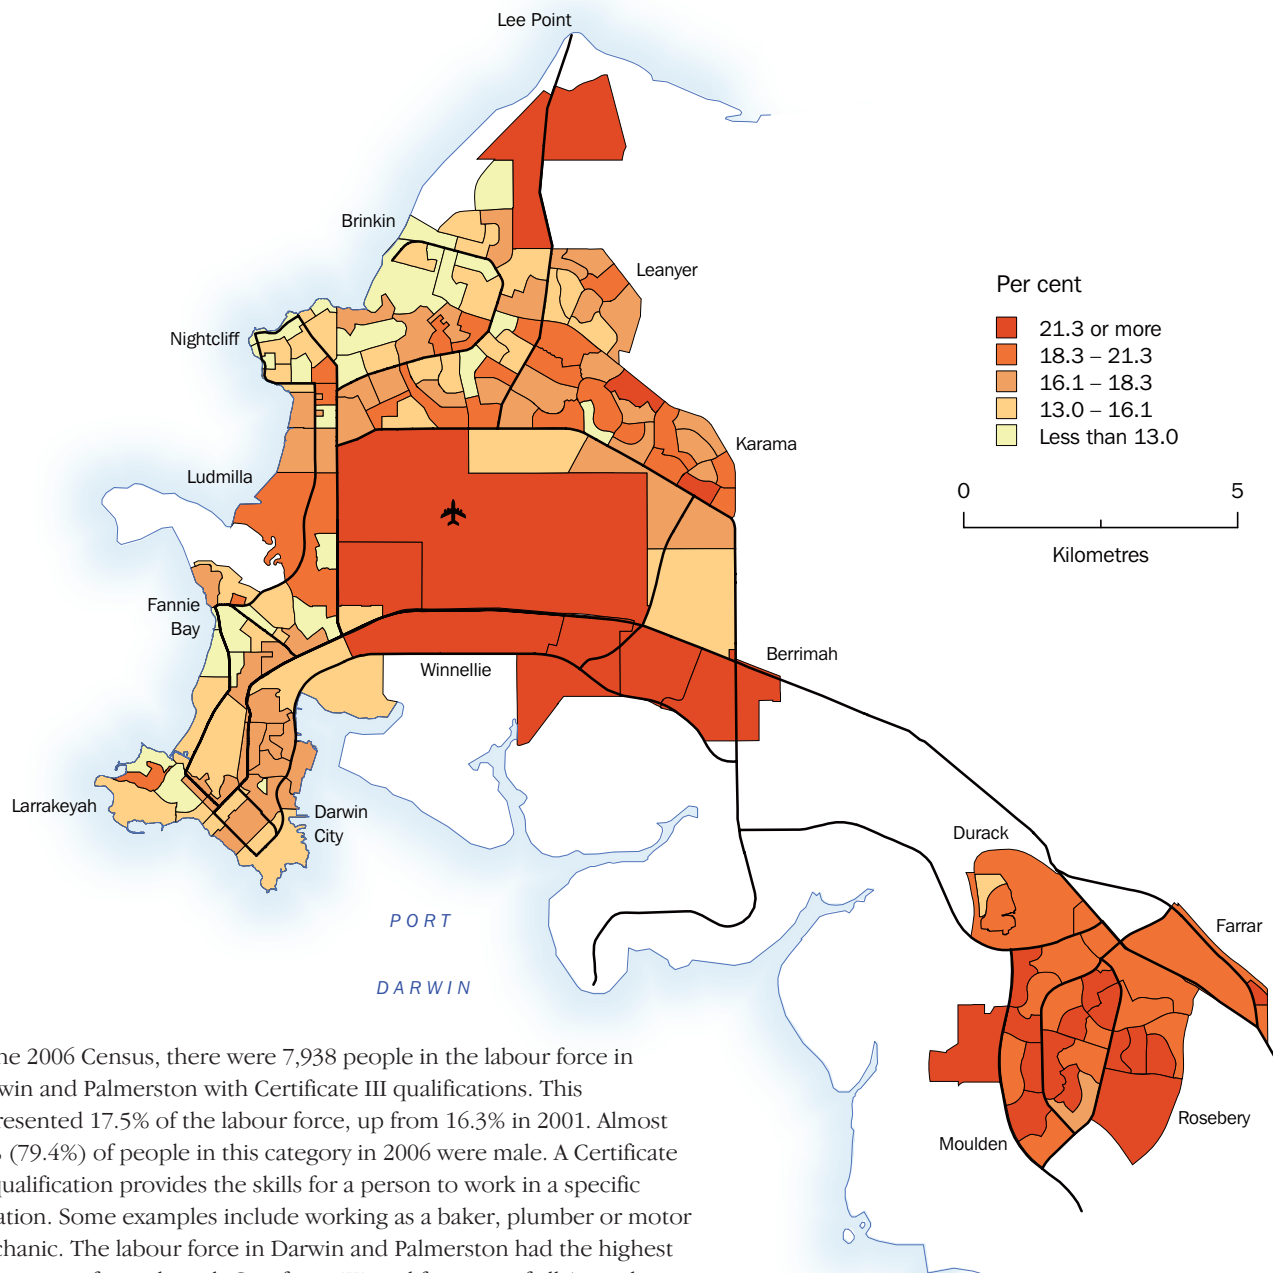 Lee Point
Brinkin
Leanyer
Nightcliff
Karama
Ludmilla
Fannie
Bay
Winnellie
Berrimah
Larrakeyah
Darwin
City
Durack
Farrar
Rosebery
Moulden
PORT
DARWIN
Per cent
21.3 or more
18.3 – 21.3
16.1 – 18.3
13.0 – 16.1
Less than 13.0
0 5
Kilometres
he 2006 Census, there were 7,938 people in the labour force in
win and Palmerston with Certificate III qualifications. This
resented 17.5% of the labour force, up from 16.3% in 2001. Almost
(79.4%) of people in this category in 2006 were male. A Certificate
qualification provides the skills for a person to work in a specific
ation. Some examples include working as a baker, plumber or motor
chanic. The labour force in Darwin and Palmerston had the highest